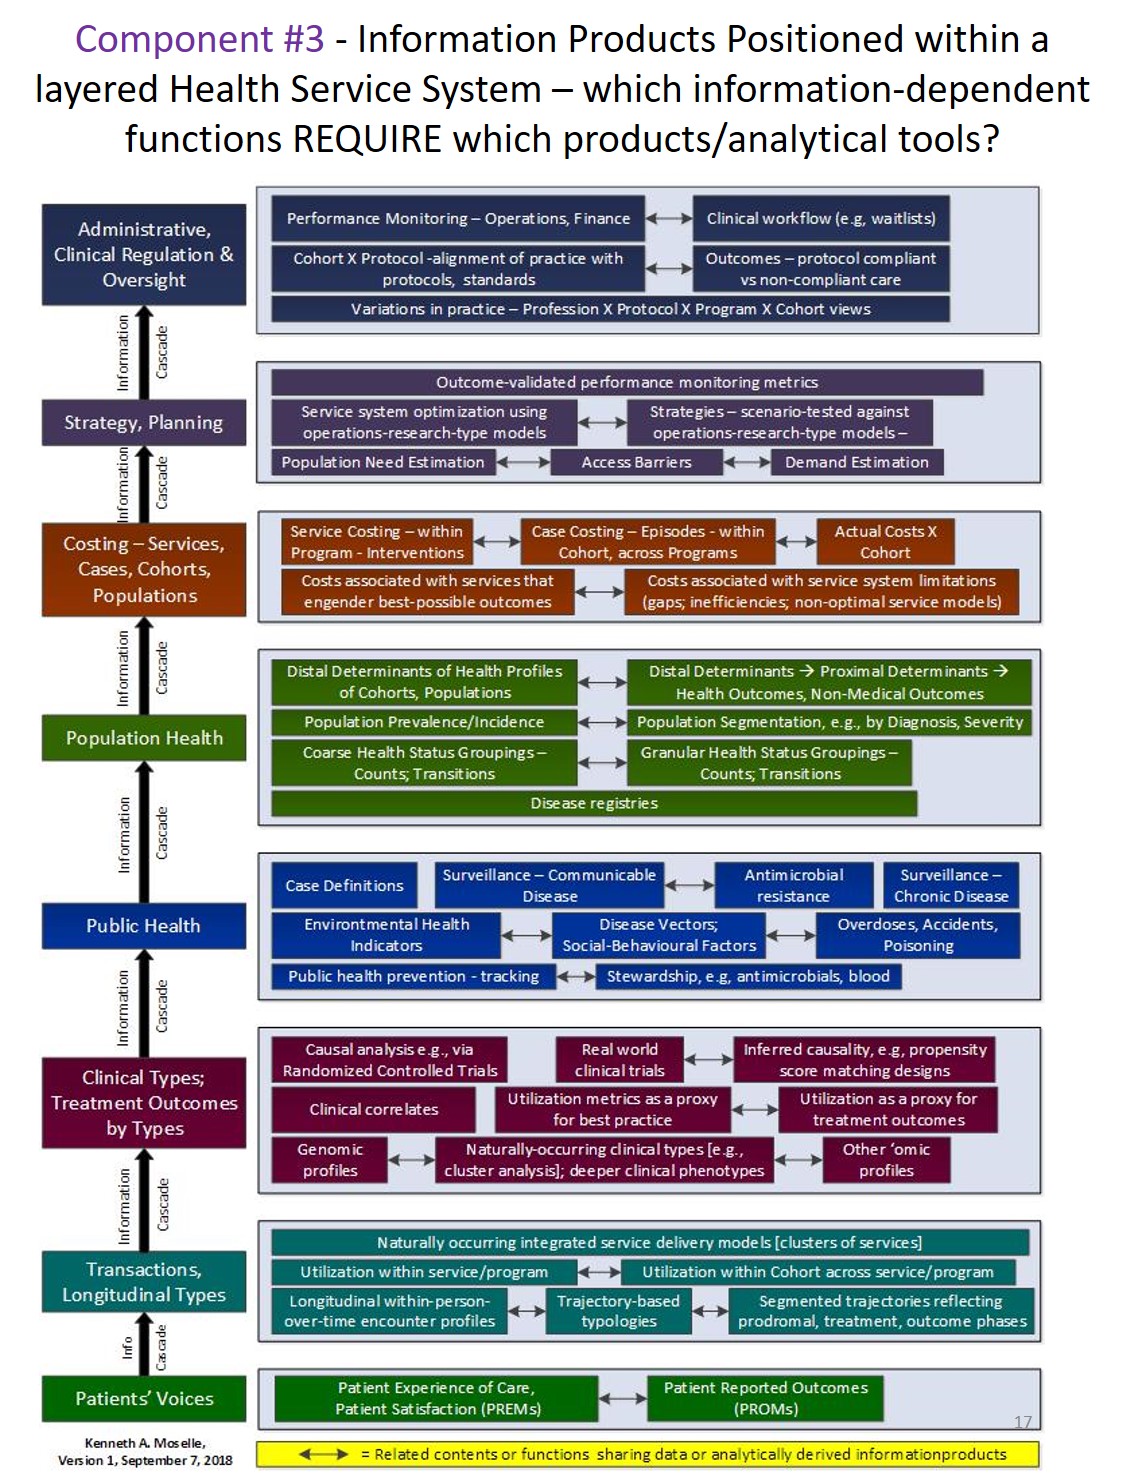 Component #3 - Information Products Positioned within a
layered Health Service System – which information-dependent
functions REQUIRE which products/analytical tools?
Administrative,
Clinical Regulation &
Oversight
Performance Monitoring – Operations, Finance
Clinical workflow (e.g, waitlists)
Cohort X Protocol -alignment of practice with
protocols, standards
Outcomes – protocol compliant
vs non-compliant care
Variations in practice – Profession X Protocol X Program X Cohort views
Information
Cascade
Strategy, Planning
Outcome-validated performance monitoring metrics
Service system optimization using
operations-research-type models
Strategies – scenario-tested against
operations-research-type models –
Population Need Estimation
Access Barriers
Demand Estimation
Information
Cascade
Costing – Services,
Cases, Cohorts,
Populations
Service Costing – within
Program - Interventions
Case Costing – Episodes - within
Cohort, across Programs
Actual Costs X
Cohort
Costs associated with services that
engender best-possible outcomes
Costs associated with service system limitations
(gaps; inefficiencies; non-optimal service models)
Information
Cascade
Population Health
Distal Determinants of Health Profiles
of Cohorts, Populations
Distal Determinants → Proximal Determinants →
Health Outcomes, Non-Medical Outcomes
Population Prevalence/Incidence
Population Segmentation, e.g., by Diagnosis, Severity
Coarse Health Status Groupings –
Counts; Transitions
Granular Health Status Groupings –
Counts; Transitions
Disease registries
Information
Cascade
Public Health
Case Definitions
Surveillance – Communicable
Disease
Antimicrobial
resistance
Surveillance –
Chronic Disease
Environtmental Health
Indicators
Disease Vectors;
Social-Behavioural Factors
Overdoses, Accidents,
Poisoning
Public health prevention - tracking
Stewardship, e.g, antimicrobials, blood
Information
Cascade
Clinical Types;
Treatment Outcomes
by Types
Causal analysis e.g., via
Randomized Controlled Trials
Real world
clinical trials
Inferred causality, e.g, propensity
score matching designs
Clinical correlates
Utilization metrics as a proxy
for best practice
Utilization as a proxy for
treatment outcomes
Genomic
profiles
Naturally-occurring clinical types [e.g.,
cluster analysis]; deeper clinical phenotypes
Other ‘omic
profiles
Information
Cascade
Transactions,
Longitudinal Types
Naturally occurring integrated service delivery models [clusters of services]
Utilization within service/program
Utilization within Cohort across service/program
Longitudinal within-person-
over-time encounter profiles
Trajectory-based
typologies
Segmented trajectories reflecting
prodromal, treatment, outcome phases
Info
Cascade
Patients’ Voices
Patient Experience of Care,
Patient Satisfaction (PREMs)
Patient Reported Outcomes
(PROMs)
17
Kenneth A. Moselle,
Version 1, September 7, 2018
= Related contents or functions sharing data or analytically derived informationproducts